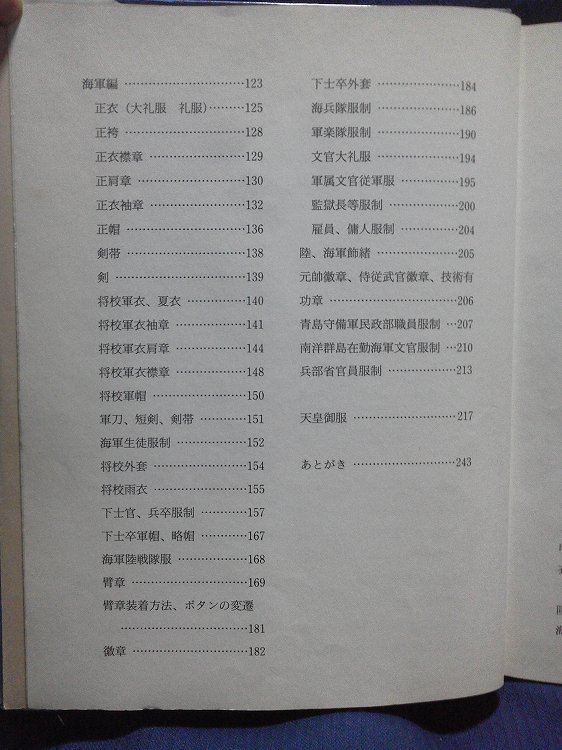 海軍編 …………………………123
正衣（大礼服　礼服）………125
正袴 …………………………128
正衣襟章 ……………………129
正肩章 ………………………130
正衣袖章 ……………………132
正帽 …………………………136
剣帯 …………………………138
剣 ……………………………139
将校軍衣、夏衣 ……………140
将校軍衣袖章 ………………141
将校軍衣肩章 ………………144
将校軍衣襟章 ………………148
将校軍帽 ……………………150
軍刀、短剣、剣帯 …………151
海軍生徒服制 ………………152
将校外套 ……………………154
将校雨衣 ……………………155
下士官、兵卒服制 …………157
下士卒軍帽、略帽 …………167
海軍陸戦隊服 ………………168
臂章 …………………………169
臂章装着方法、ボタンの変遷
…………………………181
徽章 …………………………182
下士卒外套 …………………184
海兵隊服制 …………………186
軍楽隊服制 …………………190
文官大礼服 …………………194
軍属文官従軍服 ……………195
監獄長等服制 ………………200
雇員、傭人服制 ……………204
陸、海軍飾緒 ………………205
元帥徽章、侍従武官徽章、技術有
功章 …………………………206
青島守備軍民政部職員服制 …207
南洋群島在勤海軍文官服制 …210
兵部省官員服制 ……………213
天皇御服 ……………………217
あとがき ……………………243